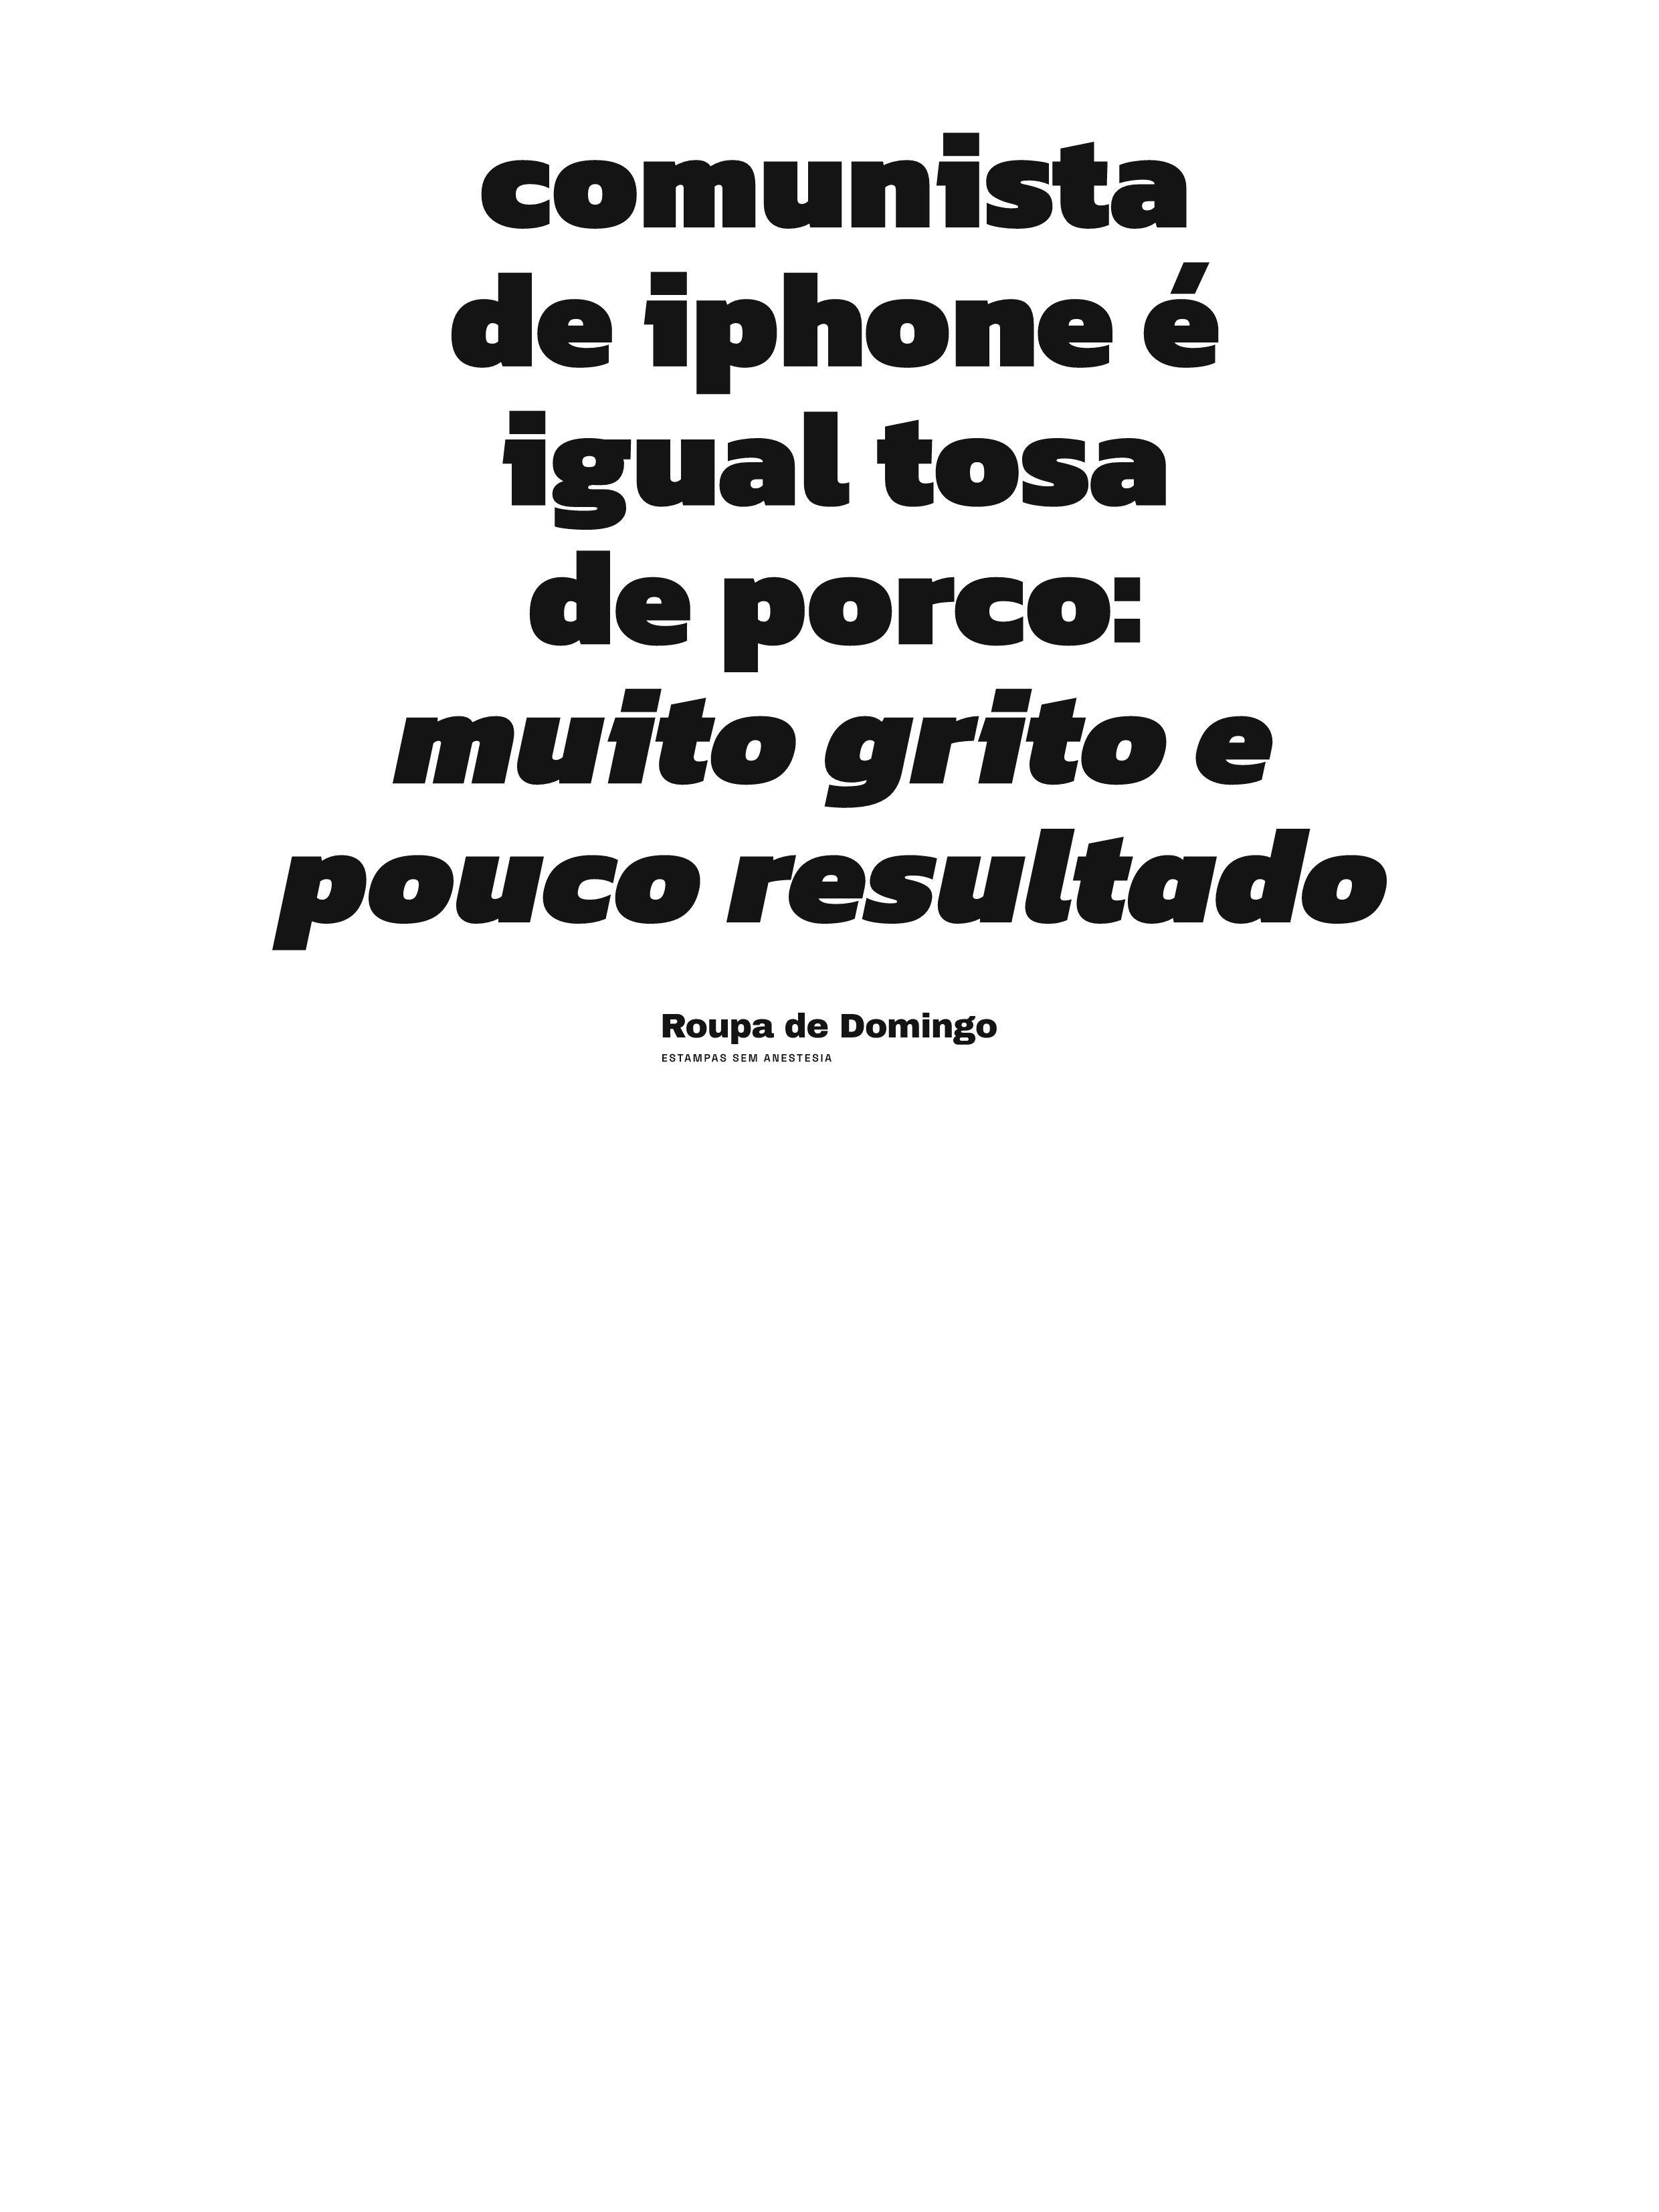 comunista
de iphone é
igual tosa
de porco:
muito grito e
pouco resultado
Roupa de Domingo
ESTAMPAS SEM ANESTESIA